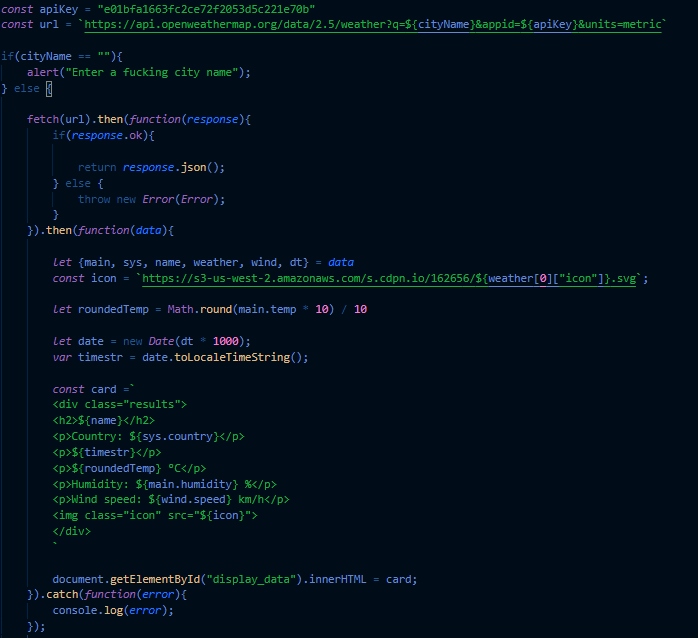 const apiKey = "e01bfa1663fc2ce72f2053d5c221e70b"
const url = `https://api.openweathermap.org/data/2.5/weather?q=${cityName}&appid=${apiKey}&units=metric`
if(cityName == ""){
alert("Enter a fucking city name");
} else {
fetch(url).then(function(response){
if(response.ok){
return response.json();
} else {
throw new Error(Error);
}
}).then(function(data){
let {main, sys, name, weather, wind, dt} = data
const icon = `https://s3-us-west-2.amazonaws.com/s.cdpn.io/162656/${weather[0]["icon"]}.svg`;
let roundedTemp = Math.round(main.temp * 10) / 10
let date = new Date(dt * 1000);
var timestr = date.toLocaleTimeString();
const card =`
<div class="results">
<h2>${name}</h2>
<p>Country: ${sys.country}</p>
<p>${timestr}</p>
<p>${roundedTemp} °C</p>
<p>Humidity: ${main.humidity} %</p>
<p>Wind speed: ${wind.speed} km/h</p>
<img class="icon" src="${icon}">
</div>
`
document.getElementById("display_data").innerHTML = card;
}).catch(function(error){
console.log(error);
});